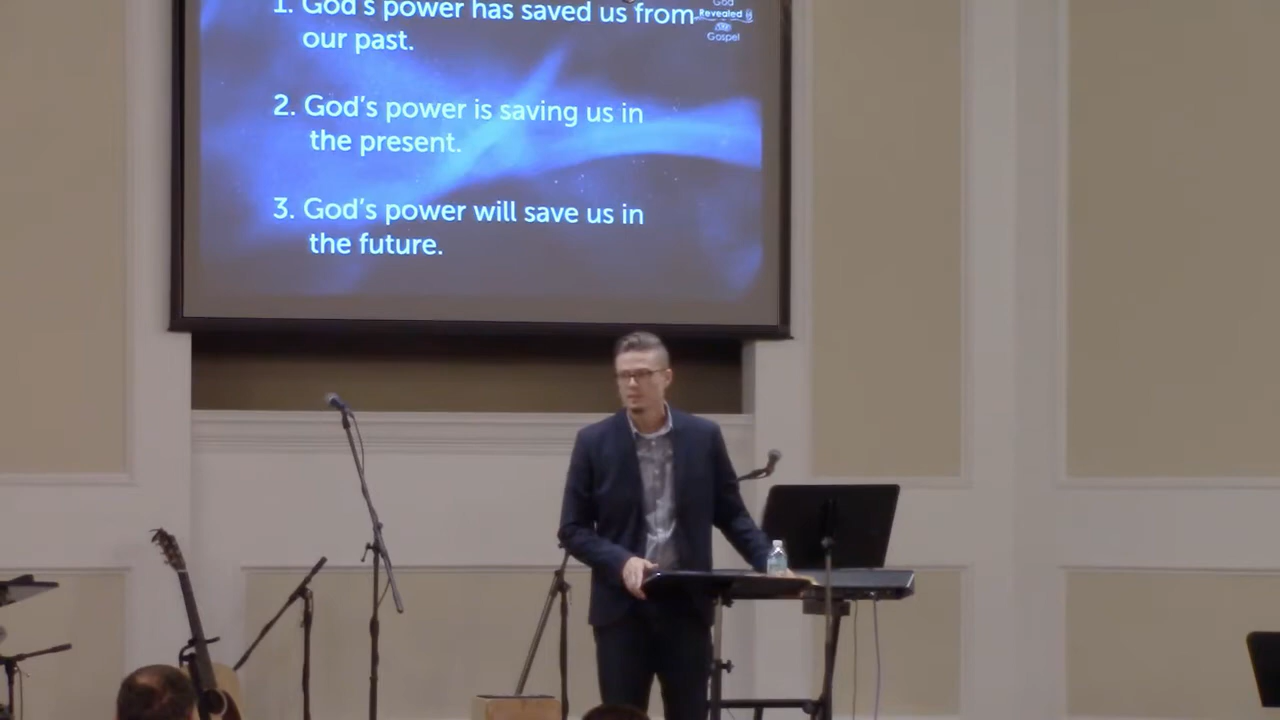 1. God's power has saved us from
our past.
God
Revealed
Gospel
2. God's power is saving us in
the present.
3. God's power will save us in
the future.